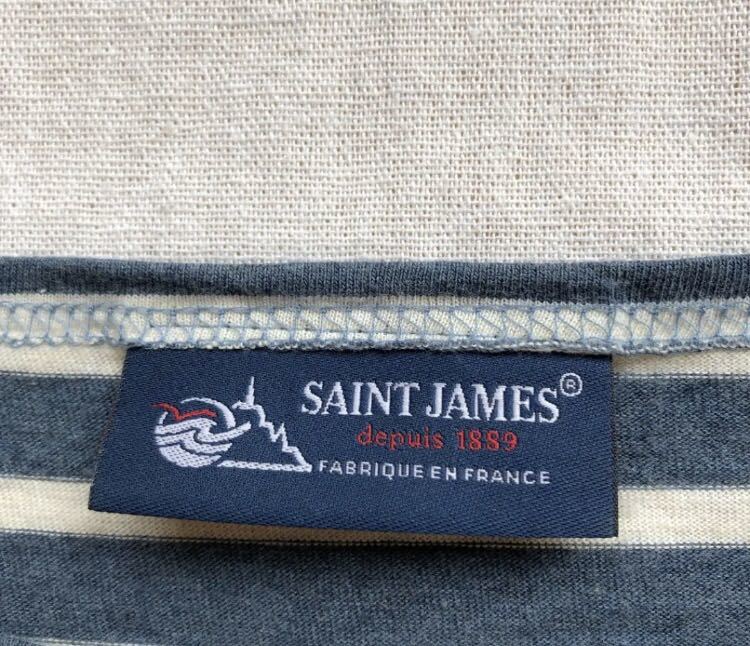 SAINT JAMES®
depuis 1889
FABRIQUE EN FRANCE